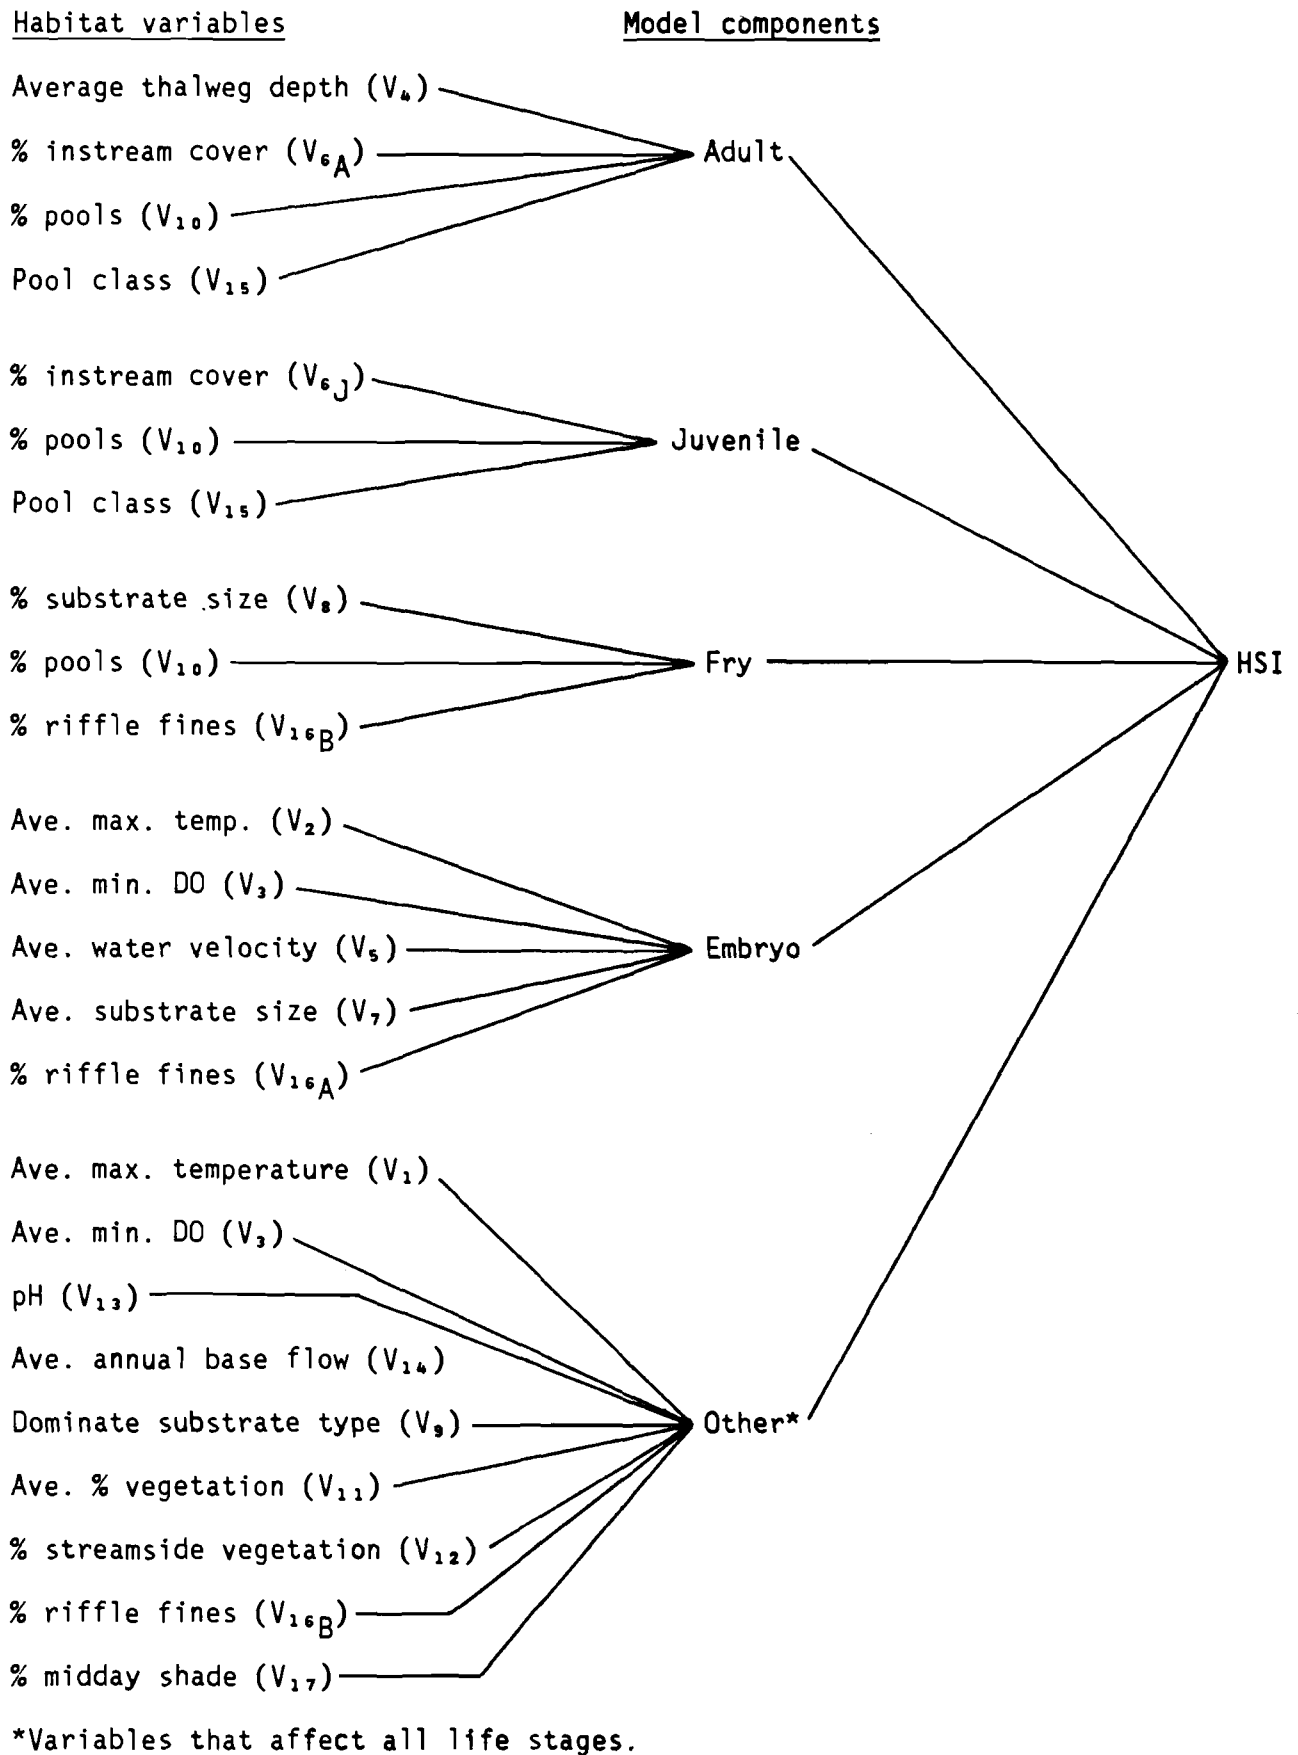 Habitat variables Model components
Average thalweg depth (V₄)
% instream cover (V₆A) Adult
% pools (V₁₀)
Pool class (V₁₅)
% instream cover (V₆J)
% pools (V₁₀) Juvenile
Pool class (V₁₅)
% substrate size (V₈)
% pools (V₁₀) Fry HSI
% riffle fines (V₁₆B)
Ave. max. temp. (V₂)
Ave. min. DO (V₃)
Ave. water velocity (V₅) Embryo
Ave. substrate size (V₇)
% riffle fines (V₁₆A)
Ave. max. temperature (V₁)
Ave. min. DO (V₃)
pH (V₁₃)
Ave. annual base flow (V₁₄)
Dominate substrate type (V₉) Other*
Ave. % vegetation (V₁₁)
% streamside vegetation (V₁₂)
% riffle fines (V₁₆B)
% midday shade (V₁₇)
*Variables that affect all life stages.